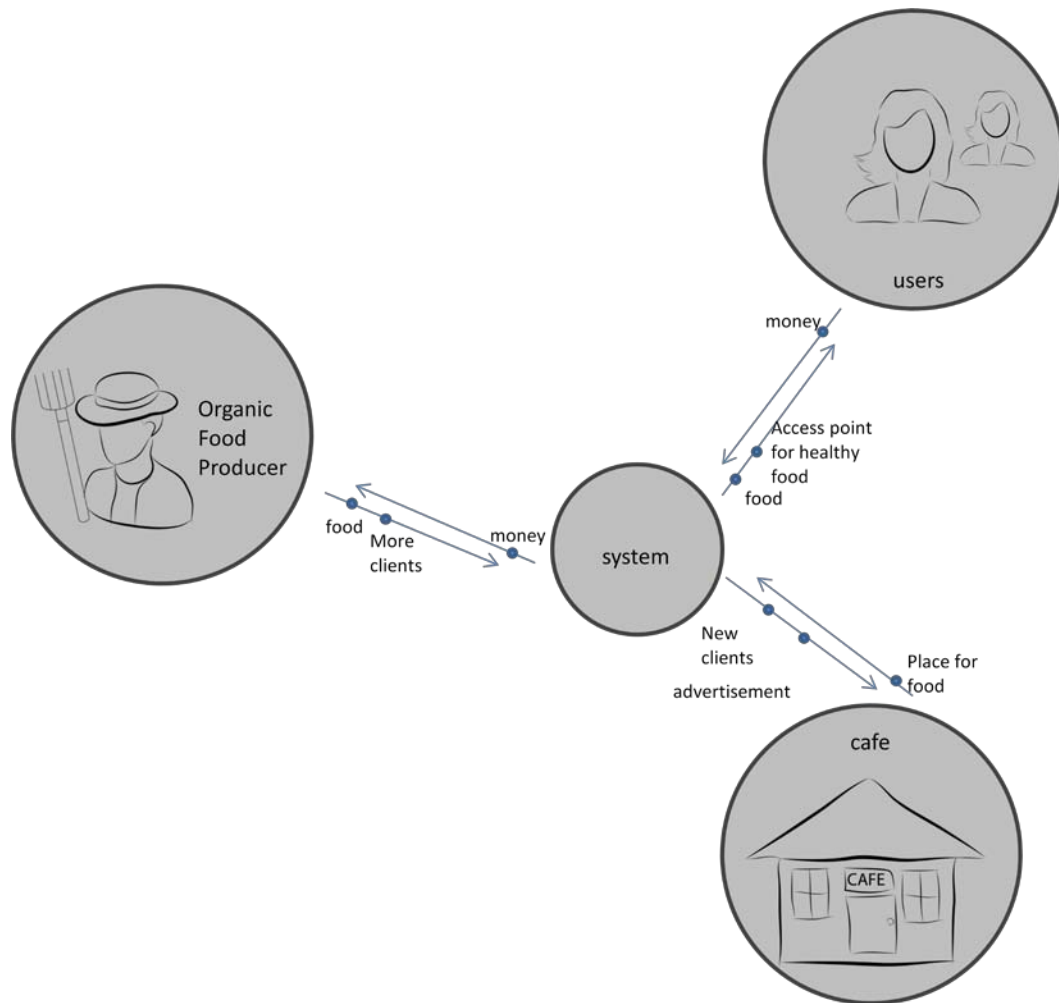 users
money
Access point
for healthy
food
food
Organic
Food
Producer
food
More
clients
money
system
New
clients
advertisement
Place for
food
cafe
CAFE